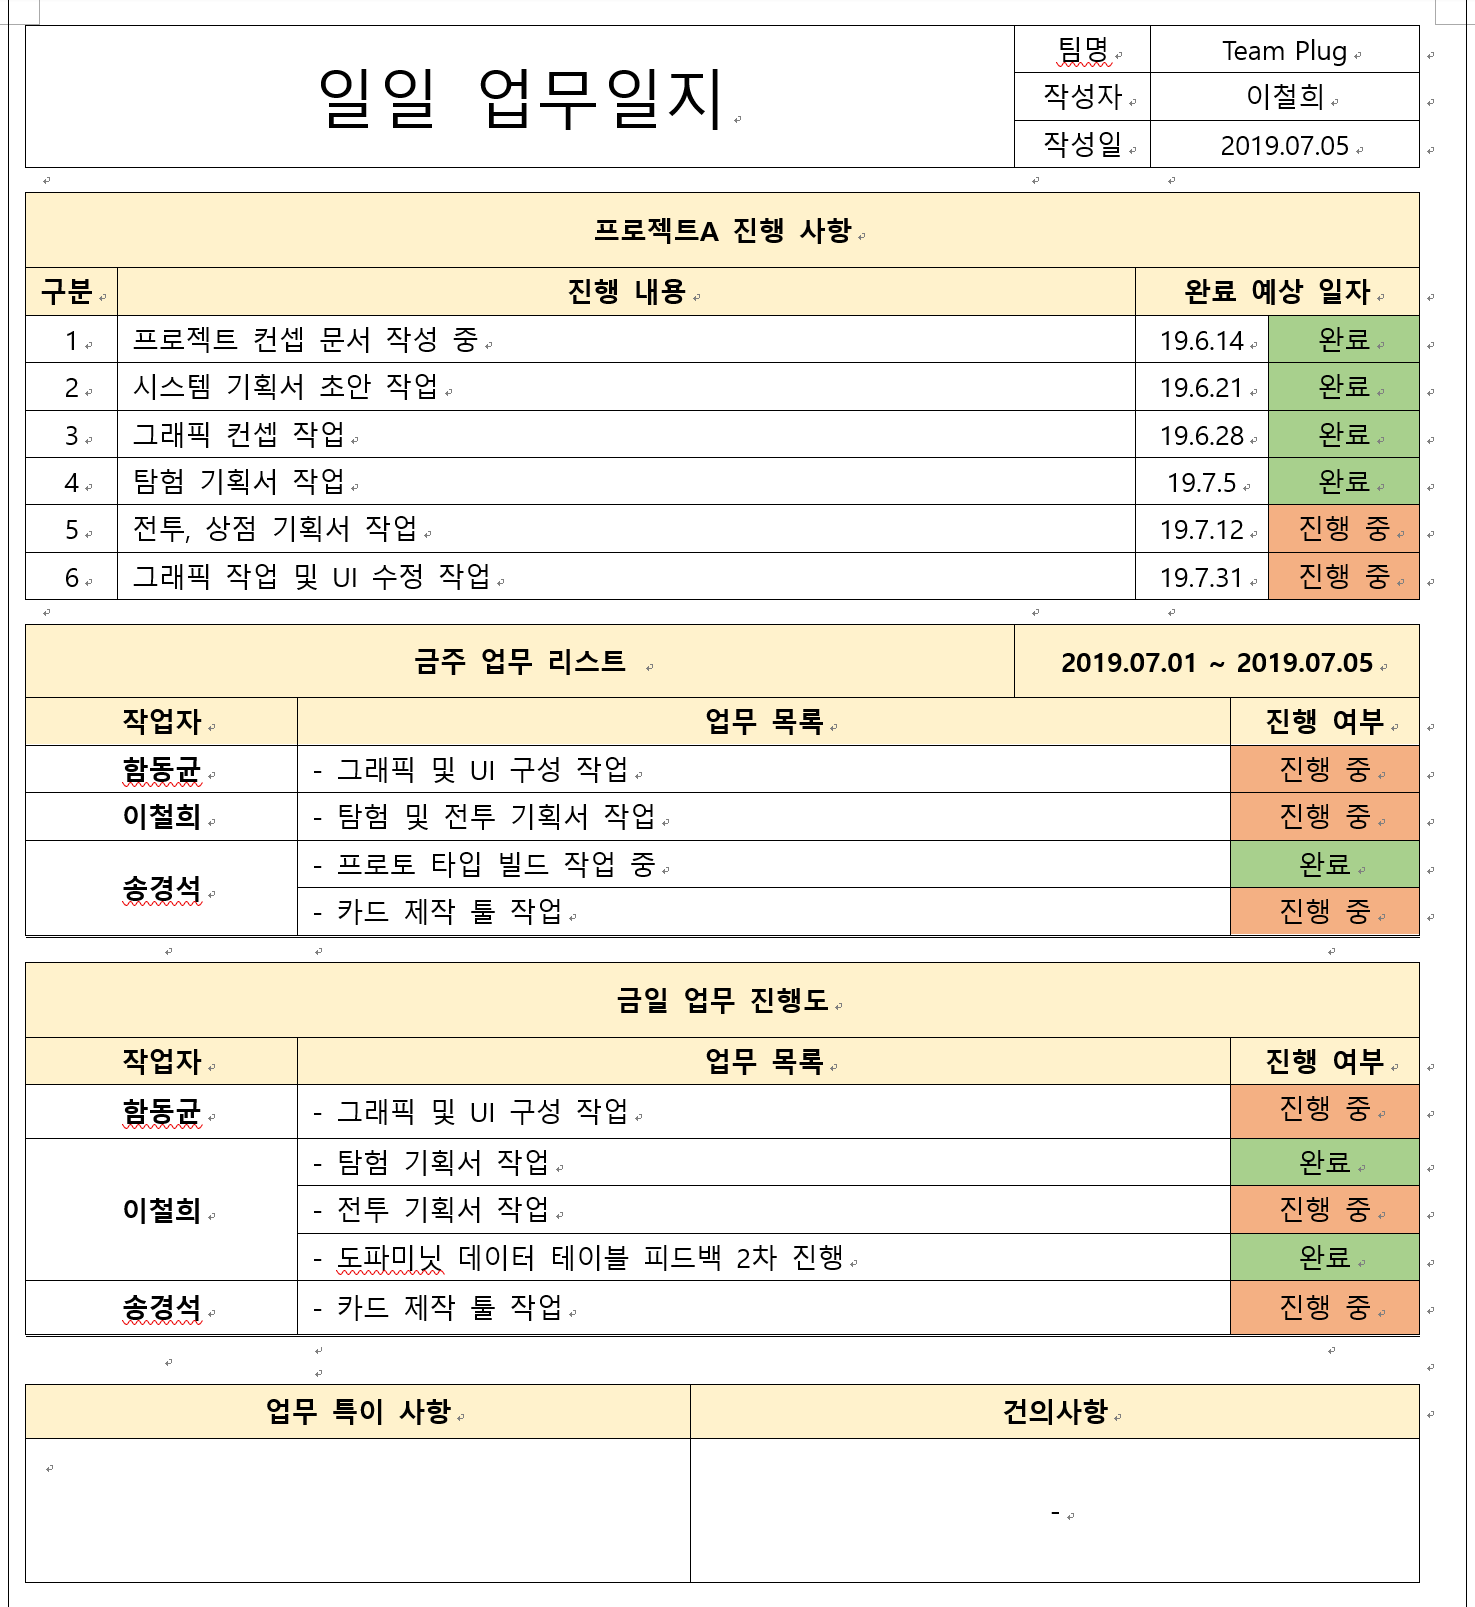 일일 업무일지
팀명 Team Plug
작성자 이철희
작성일 2019.07.05
프로젝트A 진행 사항
구분 진행 내용 완료 예상 일자
1 프로젝트 컨셉 문서 작성 중 19.6.14 완료
2 시스템 기획서 초안 작업 19.6.21 완료
3 그래픽 컨셉 작업 19.6.28 완료
4 탐험 기획서 작업 19.7.5 완료
5 전투, 상점 기획서 작업 19.7.12 진행 중
6 그래픽 작업 및 UI 수정 작업 19.7.31 진행 중
금주 업무 리스트 2019.07.01 ~ 2019.07.05
작업자 업무 목록 진행 여부
함동균 - 그래픽 및 UI 구성 작업 진행 중
이철희 - 탐험 및 전투 기획서 작업 진행 중
송경석 - 프로토 타입 빌드 작업 중 완료
- 카드 제작 툴 작업 진행 중
금일 업무 진행도
작업자 업무 목록 진행 여부
함동균 - 그래픽 및 UI 구성 작업 진행 중
이철희 - 탐험 기획서 작업 완료
- 전투 기획서 작업 진행 중
- 도파미닛 데이터 테이블 피드백 2차 진행 완료
송경석 - 카드 제작 툴 작업 진행 중
업무 특이 사항 건의사항
-